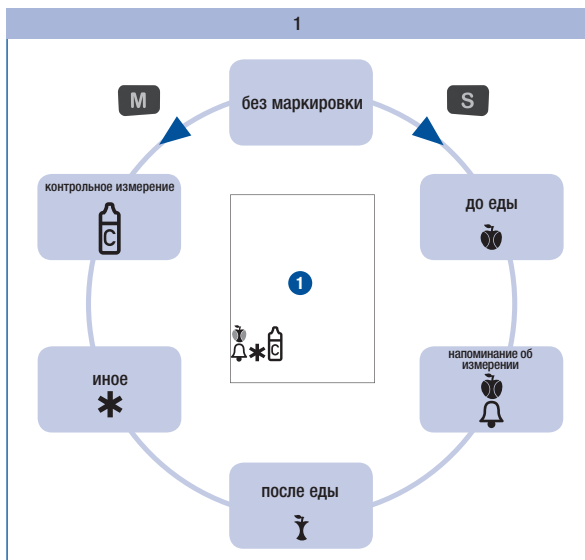 1
M
без маркировки
S
контрольное измерение
C
до еды
1
C
иное
напоминание об
измерении
после еды